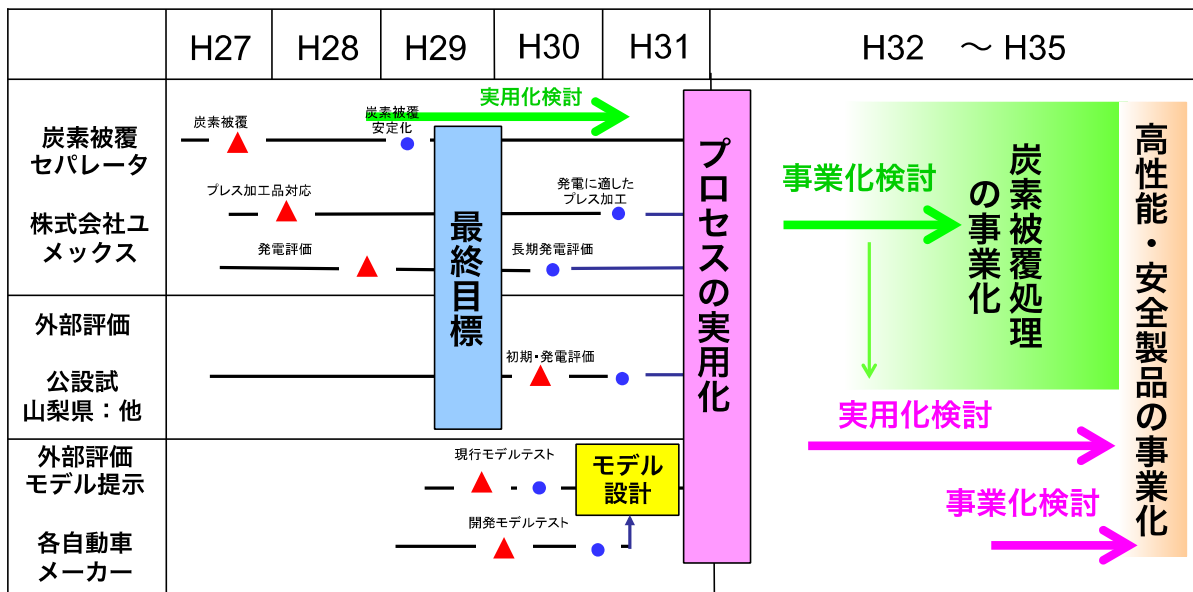 H27
H28
H29
H30
H31
H32 ～ H35
炭素被覆
セパレータ
株式会社ユ
メックス
炭素被覆
炭素被覆
安定化
実用化検討
プレス加工品対応
発電に適した
プレス加工
発電評価
長期発電評価
最終目標
プロセスの実用化
事業化検討
炭素被覆処理
の事業化
高性能・安全製品の事業化
外部評価
公設試
山梨県：他
初期・発電評価
実用化検討
外部評価
モデル提示
各自動車
メーカー
現行モデルテスト
モデル
設計
開発モデルテスト
事業化検討